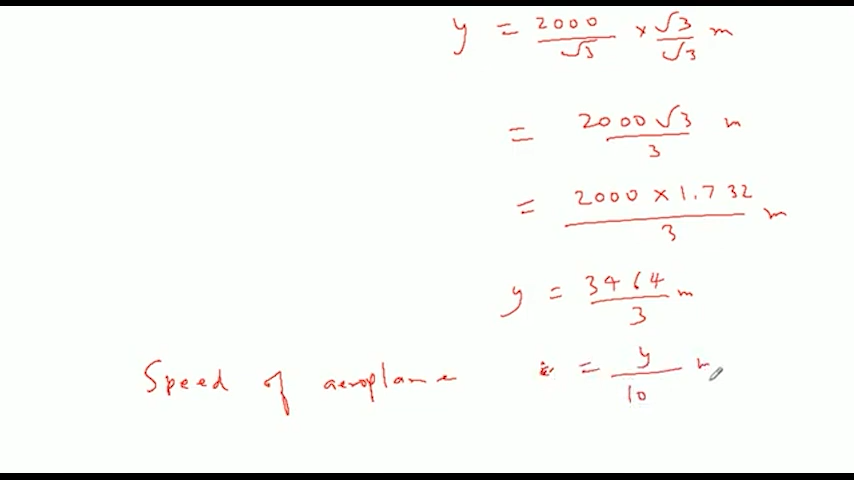 y = 2000/√3 × √3/√3 m
= 2000√3/3 m
= 2000 × 1.732/3 m
y = 3464/3 m
Speed of aeroplane = y/10